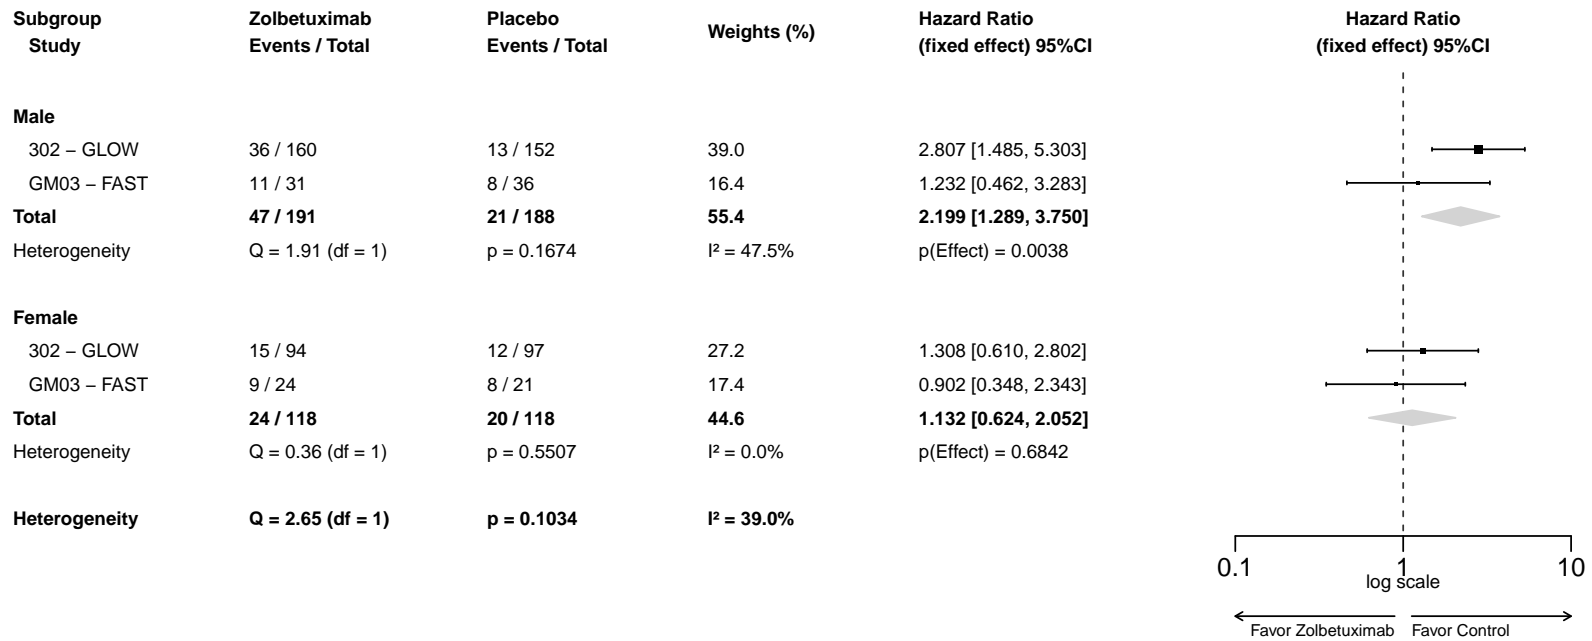 Subgroup Zolbetuximab Placebo Weights (%) Hazard Ratio Hazard Ratio
Study Events / Total Events / Total (fixed effect) 95%CI (fixed effect) 95%CI
Male
302 – GLOW 36 / 160 13 / 152 39.0 2.807 [1.485, 5.303]
GM03 – FAST 11 / 31 8 / 36 16.4 1.232 [0.462, 3.283]
Total 47 / 191 21 / 188 55.4 2.199 [1.289, 3.750]
Heterogeneity Q = 1.91 (df = 1) p = 0.1674 I² = 47.5% p(Effect) = 0.0038
Female
302 – GLOW 15 / 94 12 / 97 27.2 1.308 [0.610, 2.802]
GM03 – FAST 9 / 24 8 / 21 17.4 0.902 [0.348, 2.343]
Total 24 / 118 20 / 118 44.6 1.132 [0.624, 2.052]
Heterogeneity Q = 0.36 (df = 1) p = 0.5507 I² = 0.0% p(Effect) = 0.6842
Heterogeneity Q = 2.65 (df = 1) p = 0.1034 I² = 39.0%
0.1 1 10
log scale
Favor Zolbetuximab Favor Control